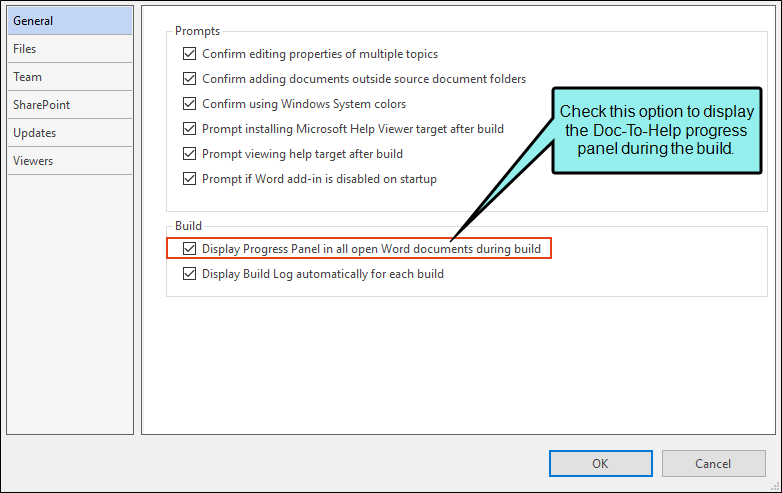 General
Files
Team
SharePoint
Updates
Viewers
Prompts
Confirm editing properties of multiple topics
Confirm adding documents outside source document folders
Confirm using Windows System colors
Prompt installing Microsoft Help Viewer target after build
Prompt viewing help target after build
Prompt if Word add-in is disabled on startup
Check this option to display
the Doc-To-Help progress
panel during the build.
Build
Display Progress Panel in all open Word documents during build
Display Build Log automatically for each build
OK
Cancel